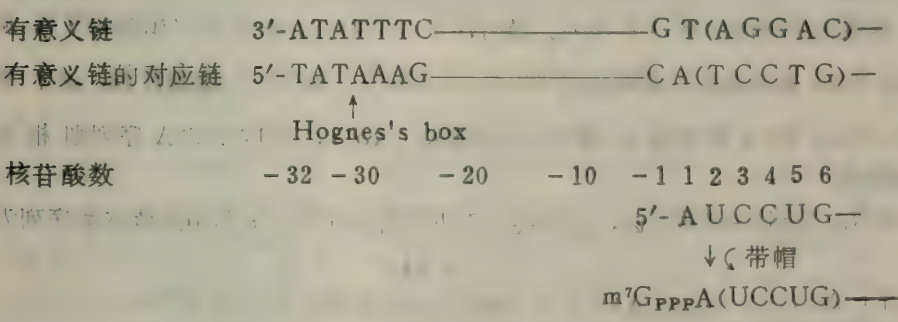 有意义链 3′-ATATTTC————G T(A G G A C)—
有意义链的对应链 5′-TATAAAG————C A(T C C T G)—
↑
Hognes's box
核苷酸数 －32 －30 －20 －10 －1 1 2 3 4 5 6
5′- A U C C U G—
↓ 带帽
m⁷GpppA(UCCUG)——